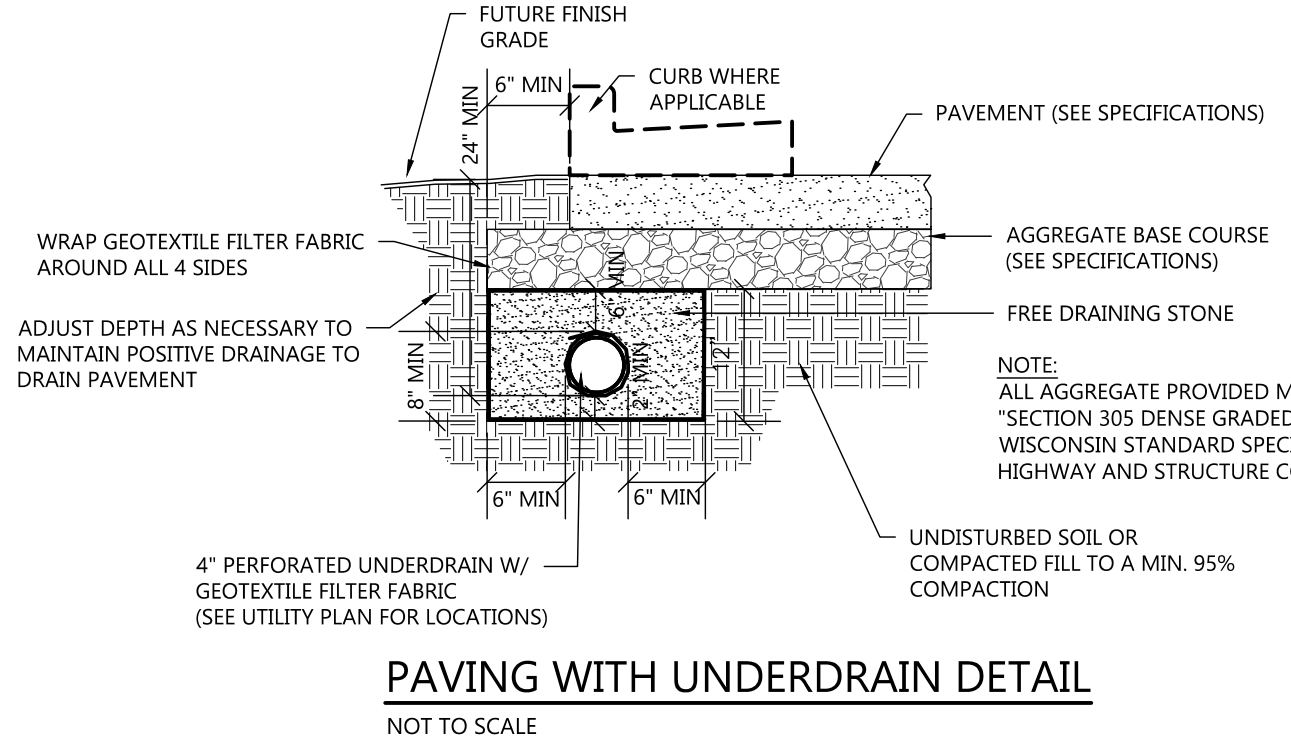 FUTURE FINISH
GRADE
6" MIN
CURB WHERE
APPLICABLE
24" MIN
PAVEMENT (SEE SPECIFICATIONS)
WRAP GEOTEXTILE FILTER FABRIC
AROUND ALL 4 SIDES
AGGREGATE BASE COURSE
(SEE SPECIFICATIONS)
6" MIN
FREE DRAINING STONE
ADJUST DEPTH AS NECESSARY TO
MAINTAIN POSITIVE DRAINAGE TO
DRAIN PAVEMENT
8" MIN
2" MIN
12"
NOTE:
ALL AGGREGATE PROVIDED
"SECTION 305 DENSE GRADED
WISCONSIN STANDARD
HIGHWAY AND STRUCTURE
6" MIN
6" MIN
UNDISTURBED SOIL OR
COMPACTED FILL TO A MIN. 95%
COMPACTION
4" PERFORATED UNDERDRAIN W/
GEOTEXTILE FILTER FABRIC
(SEE UTILITY PLAN FOR LOCATIONS)
PAVING WITH UNDERDRAIN DETAIL
NOT TO SCALE